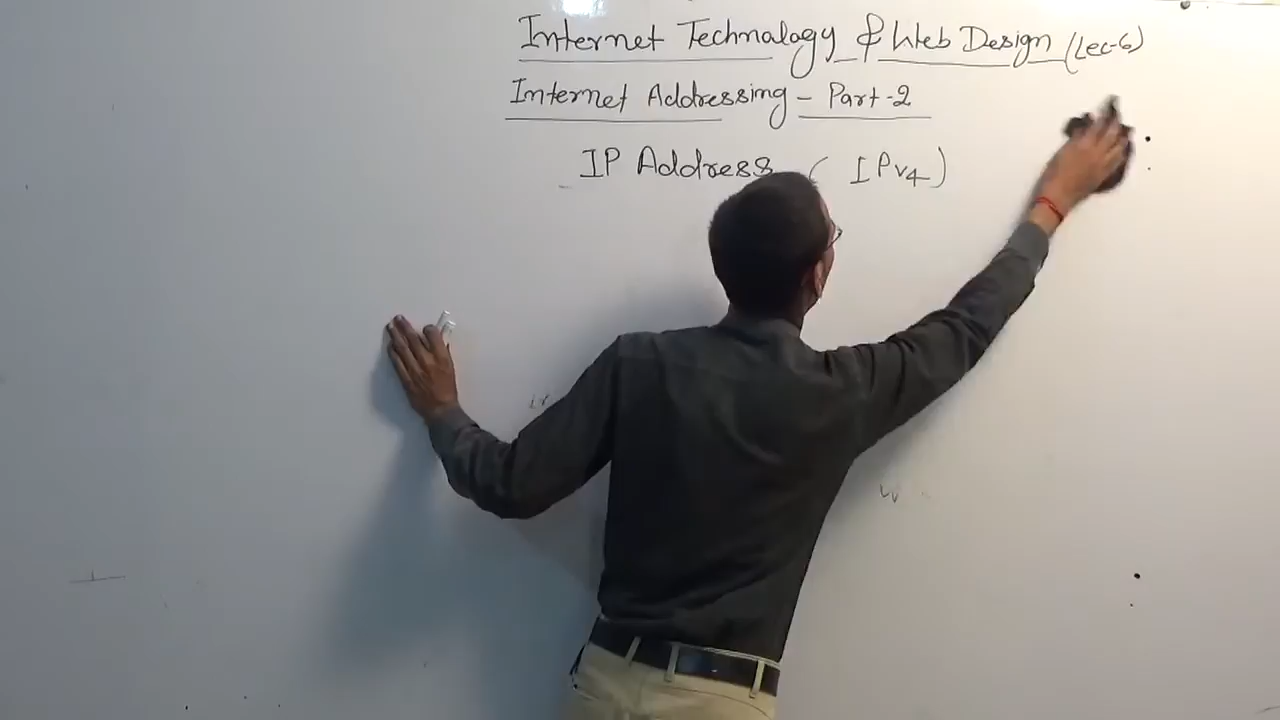 Internet Technology & Web Design (Lec-6)
Internet Addressing - Part-2
IP Address ( IPv4 )